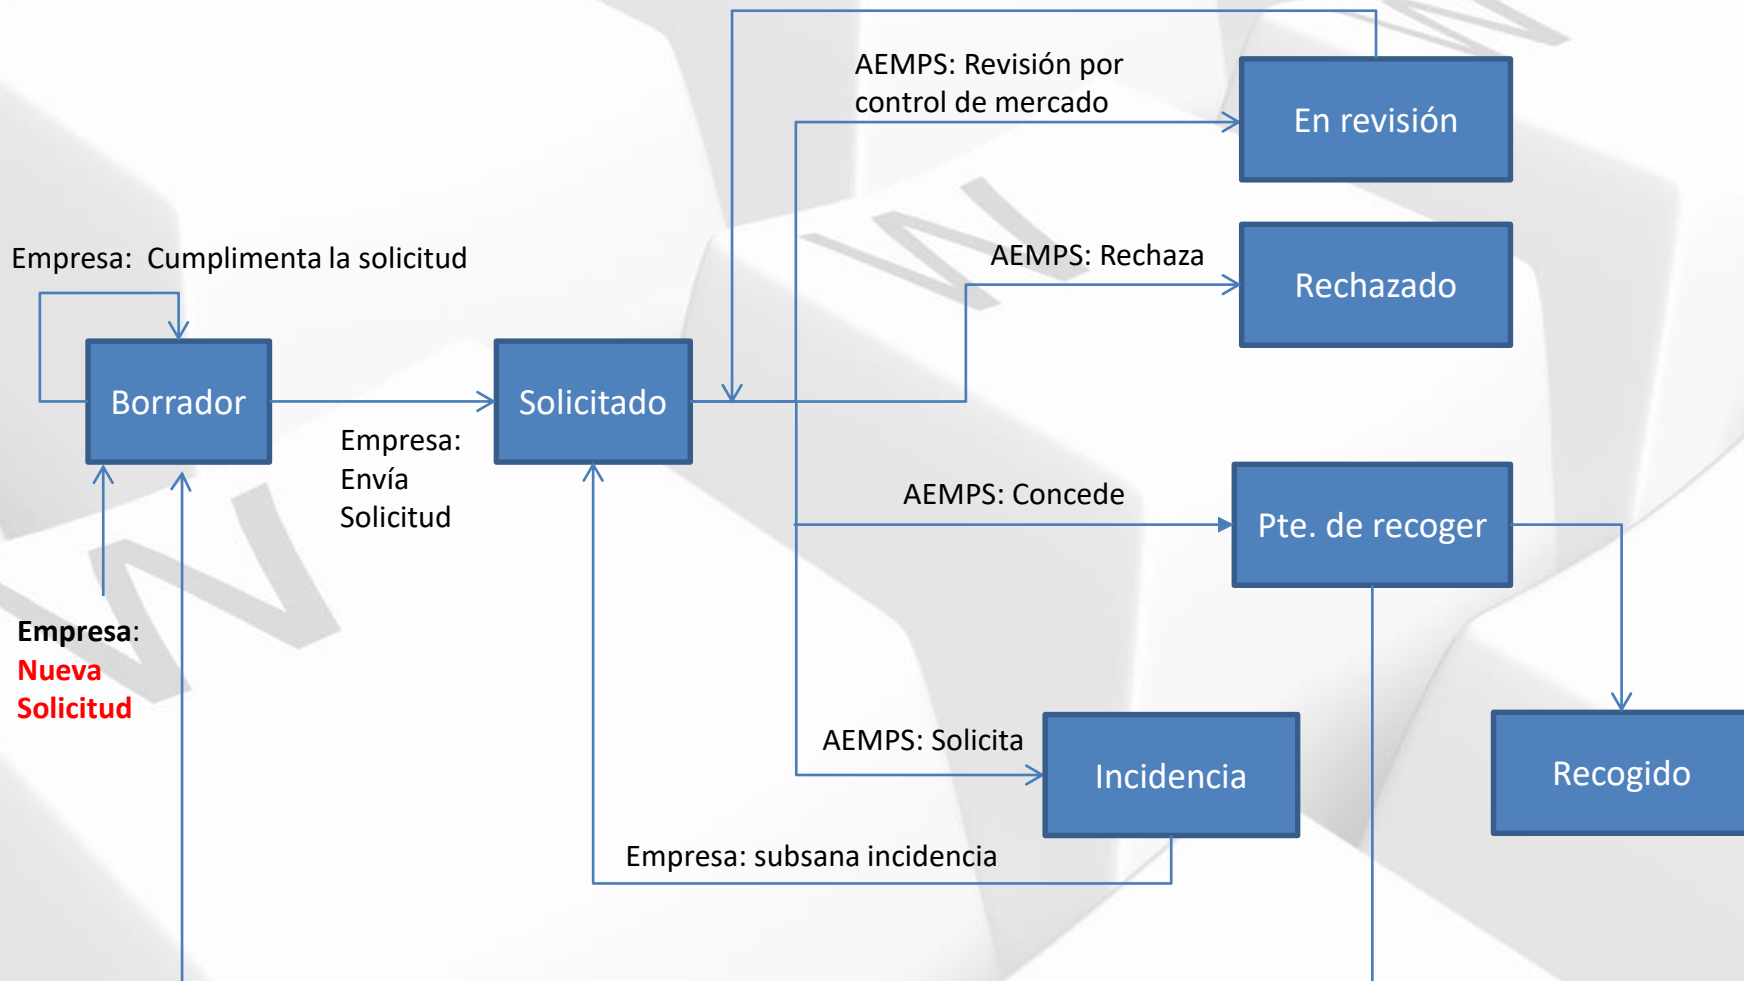 AEMPS: Revisión por
control de mercado
En revisión
Empresa:  Cumplimenta la solicitud
AEMPS: Rechaza
Rechazado
Borrador
Solicitado
Empresa:
Envía
Solicitud
AEMPS: Concede
Pte. de recoger
Empresa:
Nueva
Solicitud
AEMPS: Solicita
Incidencia
Recogido
Empresa: subsana incidencia
W
W
W